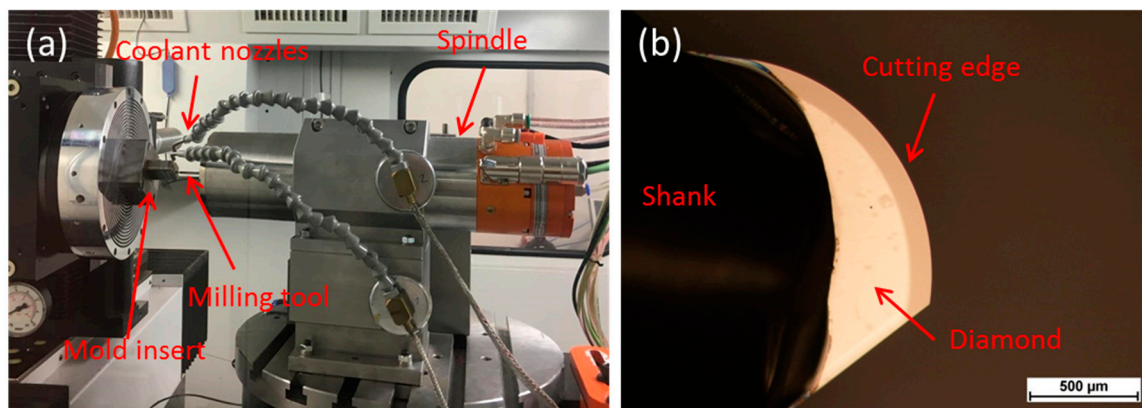 (a)
Coolant nozzles
Spindle
Milling tool
Mold insert
(b)
Cutting edge
Shank
Diamond
500 μm